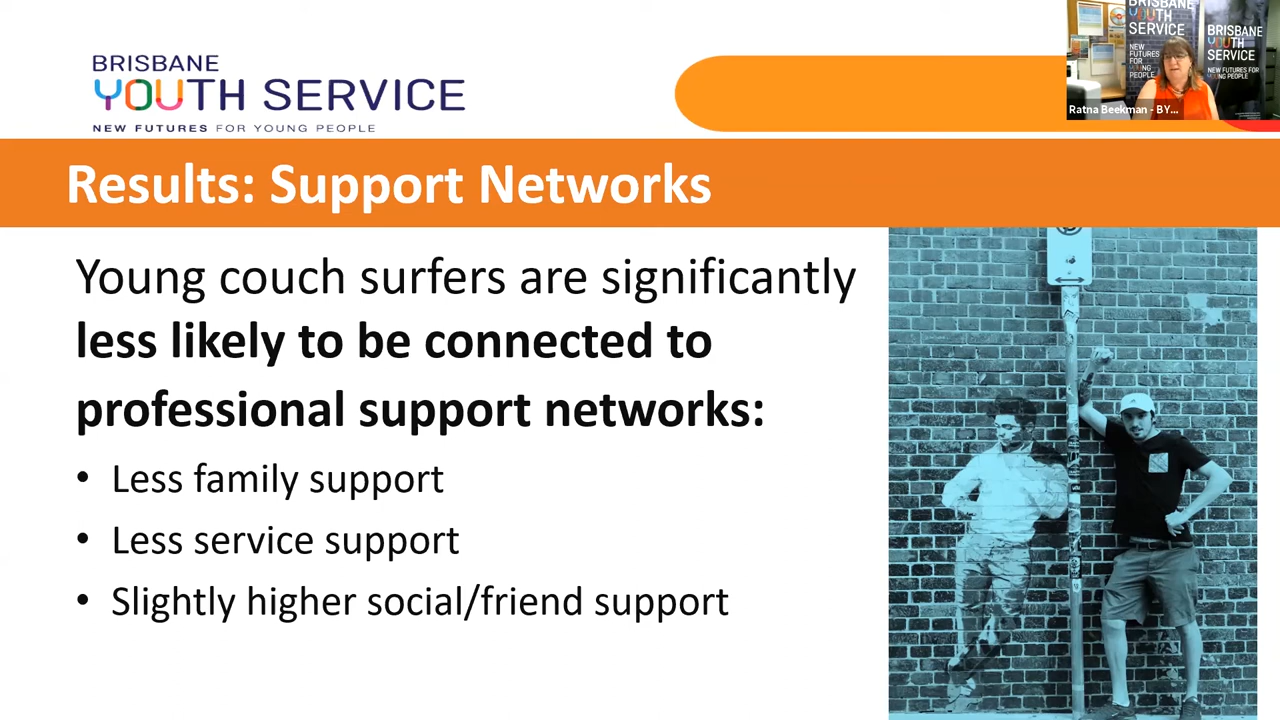 BRISBANE
YOUTH SERVICE
NEW FUTURES FOR YOUNG PEOPLE
BRISBANE
YOUTH
SERVICE
NEW
FUTURES
FOR
YOUNG
PEOPLE
BRISBANE
YOUTH
SERVICE
NEW FUTURES FOR
YOUNG PEOPLE
Ratna Beekman - BY...
Results: Support Networks
Young couch surfers are significantly
less likely to be connected to
professional support networks:
• Less family support
• Less service support
• Slightly higher social/friend support